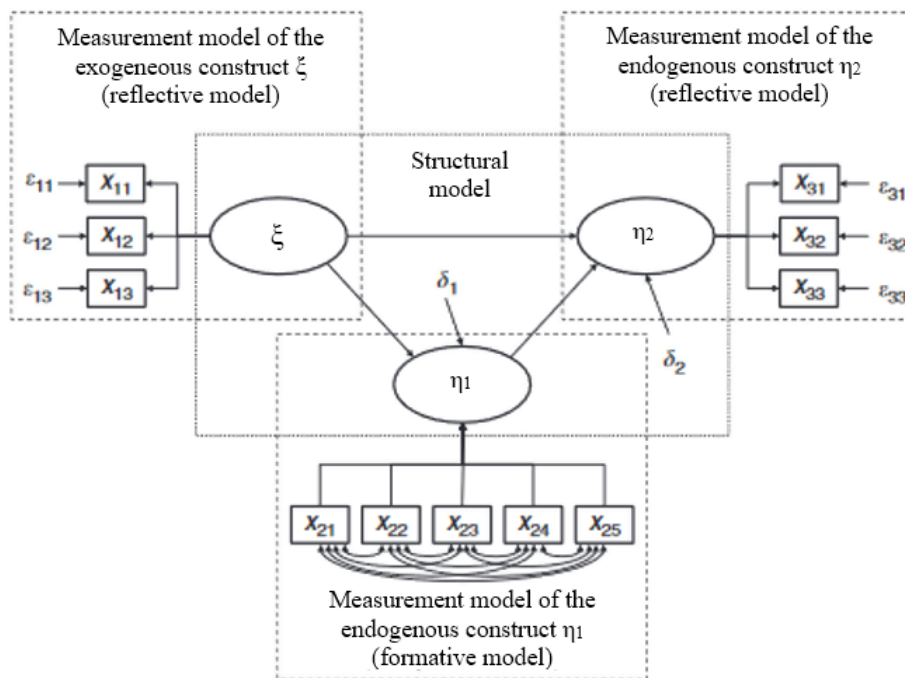 Measurement model of the
exogeneous construct ξ
(reflective model)
Measurement model of the
endogenous construct η2
(reflective model)
Structural
model
ε11
X11
ε12
X12
ε13
X13
ξ
η2
X31
ε31
X32
ε32
X33
ε33
δ1
δ2
η1
X21 X22 X23 X24 X25
Measurement model of the
endogenous construct η1
(formative model)